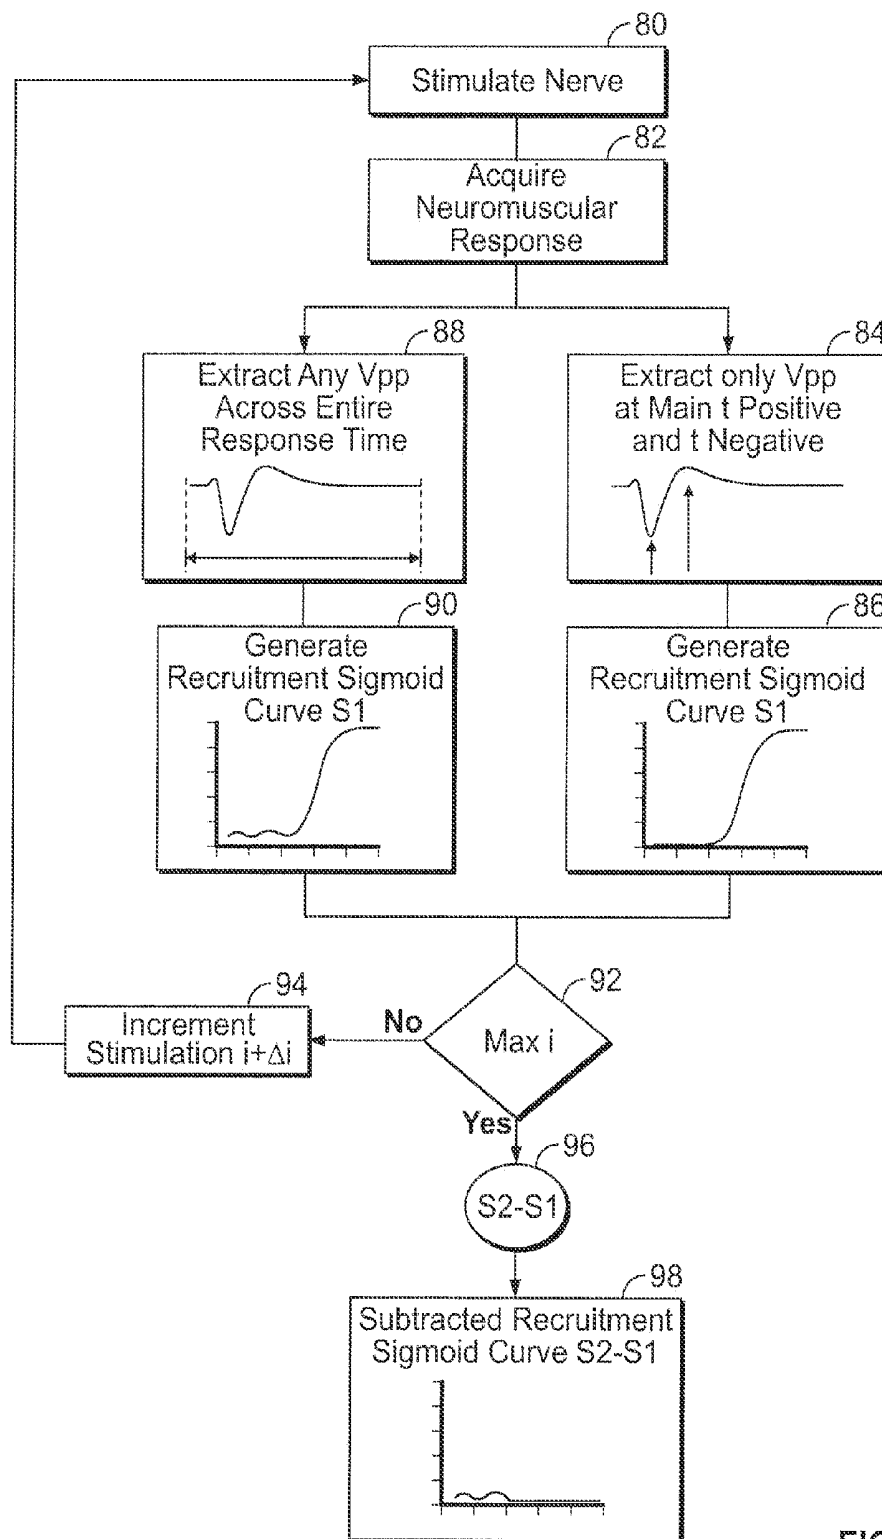 80
Stimulate Nerve
82
Acquire
Neuromuscular
Response
88
Extract Any Vpp
Across Entire
Response Time
84
Extract only Vpp
at Main t Positive
and t Negative
90
Generate
Recruitment Sigmoid
Curve S1
86
Generate
Recruitment Sigmoid
Curve S1
92
Max i
No
94
Increment
Stimulation i+Δi
Yes
96
S2-S1
98
Subtracted Recruitment
Sigmoid Curve S2-S1